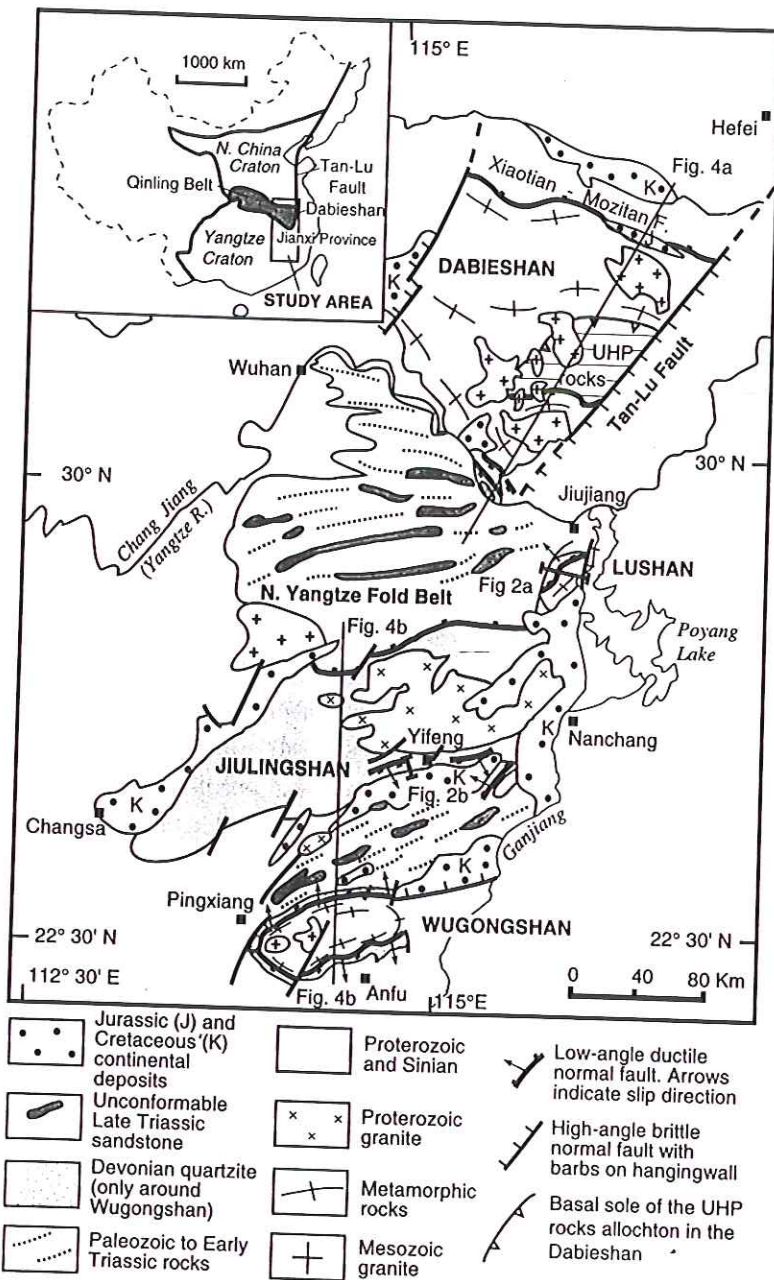 115° E
1000 km
Hefei
Fig. 4a
K
N. China
Craton
Tan-Lu
Fault
Xiaotian - Mozitan F.
Qinling Belt
Dabieshan
Yangtze
Craton
Jianxi Province
DABIESHAN
K
STUDY AREA
UHP
rocks
Wuhan
Tan-Lu Fault
30° N
30° N
Chang Jiang
(Yangtze R.)
Jiujiang
LUSHAN
Fig 2a
N. Yangtze Fold Belt
Poyang
Lake
Fig. 4b
K
Nanchang
Yifeng
JIULINGSHAN
K
K
Fig. 2b
Changsa
Ganjiang
K
Pingxiang
WUGONGSHAN
22° 30' N
22° 30' N
112° 30' E
0 40 80 Km
Fig. 4b
Anfu
115°E
Jurassic (J) and
Cretaceous (K)
continental
deposits
Unconformable
Late Triassic
sandstone
Devonian quartzite
(only around
Wugongshan)
Paleozoic to Early
Triassic rocks
Proterozoic
and Sinian
Proterozoic
granite
Metamorphic
rocks
Mesozoic
granite
Low-angle ductile
normal fault. Arrows
indicate slip direction
High-angle brittle
normal fault with
barbs on hangingwall
Basal sole of the UHP
rocks allochton in the
Dabieshan